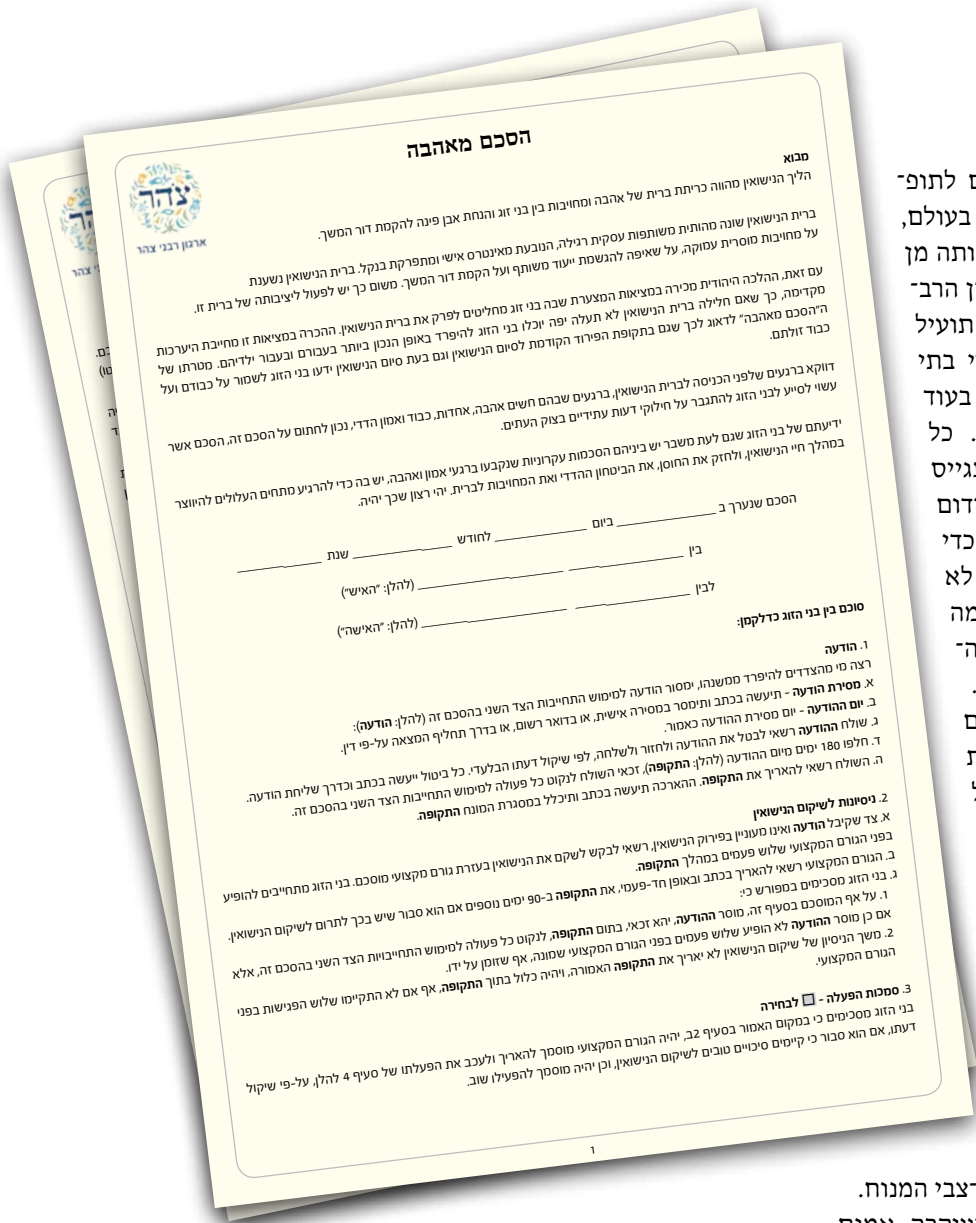 הסכם מאהבה
צֹהר
ארגון רבני צהר
מבוא
הליך הנישואין מהווה כריתת ברית של אהבה ומחויבות בין בני זוג והנחת אבן פינה להקמת דור המשך.
ברית הנישואין שונה מהותית משותפות עסקית רגילה, הנובעת מאינטרס אישי ומתפרקת בנקל. ברית הנישואין נשענת
על מחויבות מוסרית עמוקה, על שאיפה להגשמת ייעוד משותף ועל הקמת דור המשך. משום כך יש לפעול ליציבותה של ברית זו.
עם זאת, ההלכה היהודית מכירה במציאות המצערת שבה בני זוג מחליטים לפרק את ברית הנישואין. ההכרה במציאות זו מחייבת היערכות
מקדימה, כך שאם חלילה ברית הנישואין לא תעלה יפה יוכלו בני הזוג להיפרד באופן הנכון ביותר בעבורם ובעבור ילדיהם. מטרתו של
ה"הסכם מאהבה" לדאוג לכך שגם בתקופת הפירוד הקודמת לסיום הנישואין וגם בעת סיום הנישואין ידעו בני הזוג לשמור על כבודם ועל
כבוד זולתם.
דווקא ברגעים שלפני הכניסה לברית הנישואין, ברגעים שבהם חשים אהבה, אחדות, כבוד ואמון הדדי, נכון לחתום על הסכם זה, הסכם אשר
עשוי לסייע לבני הזוג להתגבר על חילוקי דעות עתידיים בצוק העתים.
ידיעתם של בני הזוג שגם לעת משבר יש ביניהם הסכמות עקרוניות שנקבעו ברגעי אמון ואהבה, יש בה כדי להרגיע מתחים העלולים להיווצר
במהלך חיי הנישואין, ולחזק את החוסן, את הביטחון ההדדי ואת המחויבות לברית. יהי רצון שכך יהיה.
הסכם שנערך ב ____________ ביום ____________ לחודש ____________ שנת ____________
בין ____________ ____________ (להלן: "האיש")
לבין ____________ ____________ (להלן: "האישה")
סוכם בין בני הזוג כדלקמן:
1. הודעה
רצה מי מהצדדים להיפרד ממשנהו, ימסור הודעה למימוש התחייבות הצד השני בהסכם זה (להלן: הודעה):
א. מסירת הודעה - תיעשה בכתב ותימסר במסירה אישית, או בדואר רשום, או בדרך תחליף המצאה על-פי דין.
ב. יום ההודעה - יום מסירת ההודעה כאמור.
ג. שולח ההודעה רשאי לבטל את ההודעה ולחזור ולשלחה, לפי שיקול דעתו הבלעדי. כל ביטול ייעשה בכתב וכדרך שליחת הודעה.
ד. חלפו 180 ימים מיום ההודעה (להלן: התקופה), זכאי השולח לנקוט כל פעולה למימוש התחייבות הצד השני בהסכם זה.
ה. השולח רשאי להאריך את התקופה. ההארכה תיעשה בכתב ותיכלל במסגרת המונח התקופה.
2. ניסיונות לשיקום הנישואין
א. צד שקיבל הודעה ואינו מעוניין בפירוק הנישואין, רשאי לבקש לשקם את הנישואין בעזרת גורם מקצועי מוסכם. בני הזוג מתחייבים להופיע
בפני הגורם המקצועי שלוש פעמים במהלך התקופה.
ב. הגורם המקצועי רשאי להאריך בכתב ובאופן חד-פעמי, את התקופה ב-90 ימים נוספים אם הוא סבור שיש בכך לתרום לשיקום הנישואין.
ג. בני הזוג מסכימים במפורש כי:
1. על אף המוסכם בסעיף זה, מוסר ההודעה, יהא זכאי, בתום התקופה, לנקוט כל פעולה למימוש התחייבויות הצד השני בהסכם זה, אלא
אם כן מוסר ההודעה לא הופיע שלוש פעמים בפני הגורם המקצועי שמונה, אף שזומן על ידו.
2. משך הניסיון של שיקום הנישואין לא יאריך את התקופה האמורה, ויהיה כלול בתוך התקופה, אף אם לא התקיימו שלוש הפגישות בפני
הגורם המקצועי.
3. סמכות הפעלה - ☐ לבחירה
בני הזוג מסכימים כי במקום האמור בסעיף 2ב, יהיה הגורם המקצועי מוסמך להאריך ולעכב את הפעלתו של סעיף 4 להלן, על-פי שיקול
דעתו, אם הוא סבור כי קיימים סיכויים טובים לשיקום הנישואין, וכן יהיה מוסמך להפעילו שוב.
1
לתופ־
בעולם,
ותה מן
הרב־
תועיל
בתי
בעוד
כל
כדי
לא
־צבי המנוח.